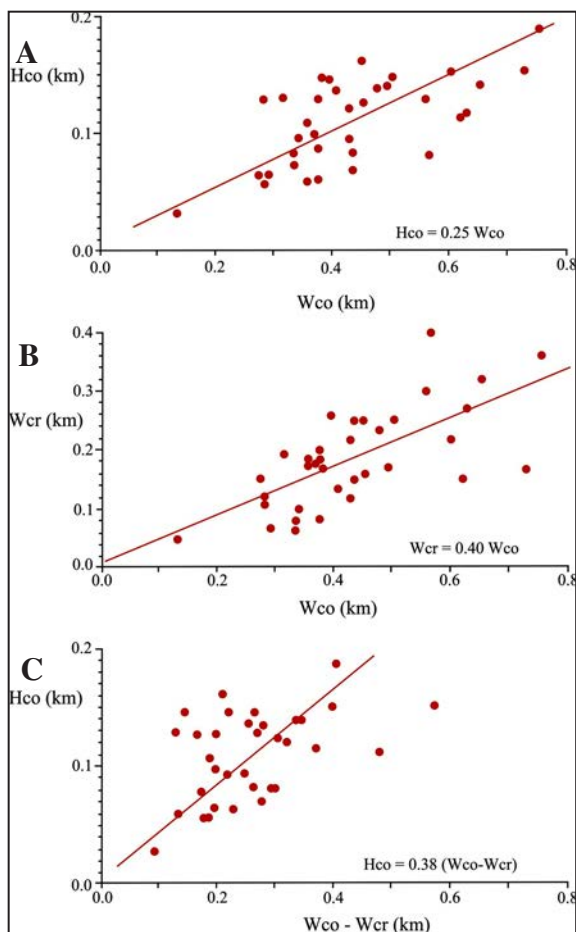 A
Hco (km)
0.2
0.1
0.0
0.0 0.2 0.4 0.6 0.8
Hco = 0.25 Wco
Wco (km)
B
Wcr (km)
0.4
0.3
0.2
0.1
0.0
0.0 0.2 0.4 0.6 0.8
Wcr = 0.40 Wco
Wco (km)
C
Hco (km)
0.2
0.1
0.0
0.0 0.2 0.4 0.6 0.8
Hco = 0.38 (Wco-Wcr)
Wco - Wcr (km)